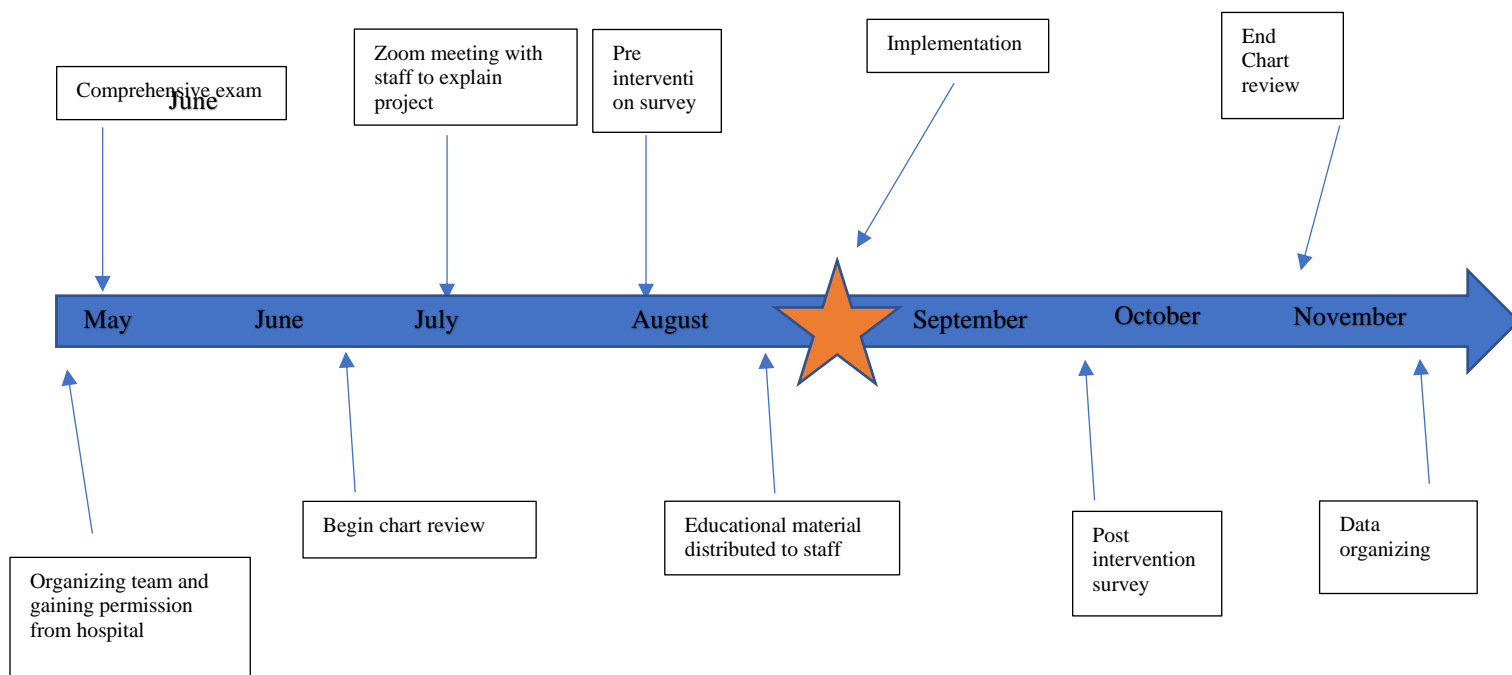 Comprehensive exam
June
Zoom meeting with
staff to explain
project
Pre
interventi
on survey
Implementation
End
Chart
review
May
June
July
August
September
October
November
Organizing team and
gaining permission
from hospital
Begin chart review
Educational material
distributed to staff
Post
intervention
survey
Data
organizing